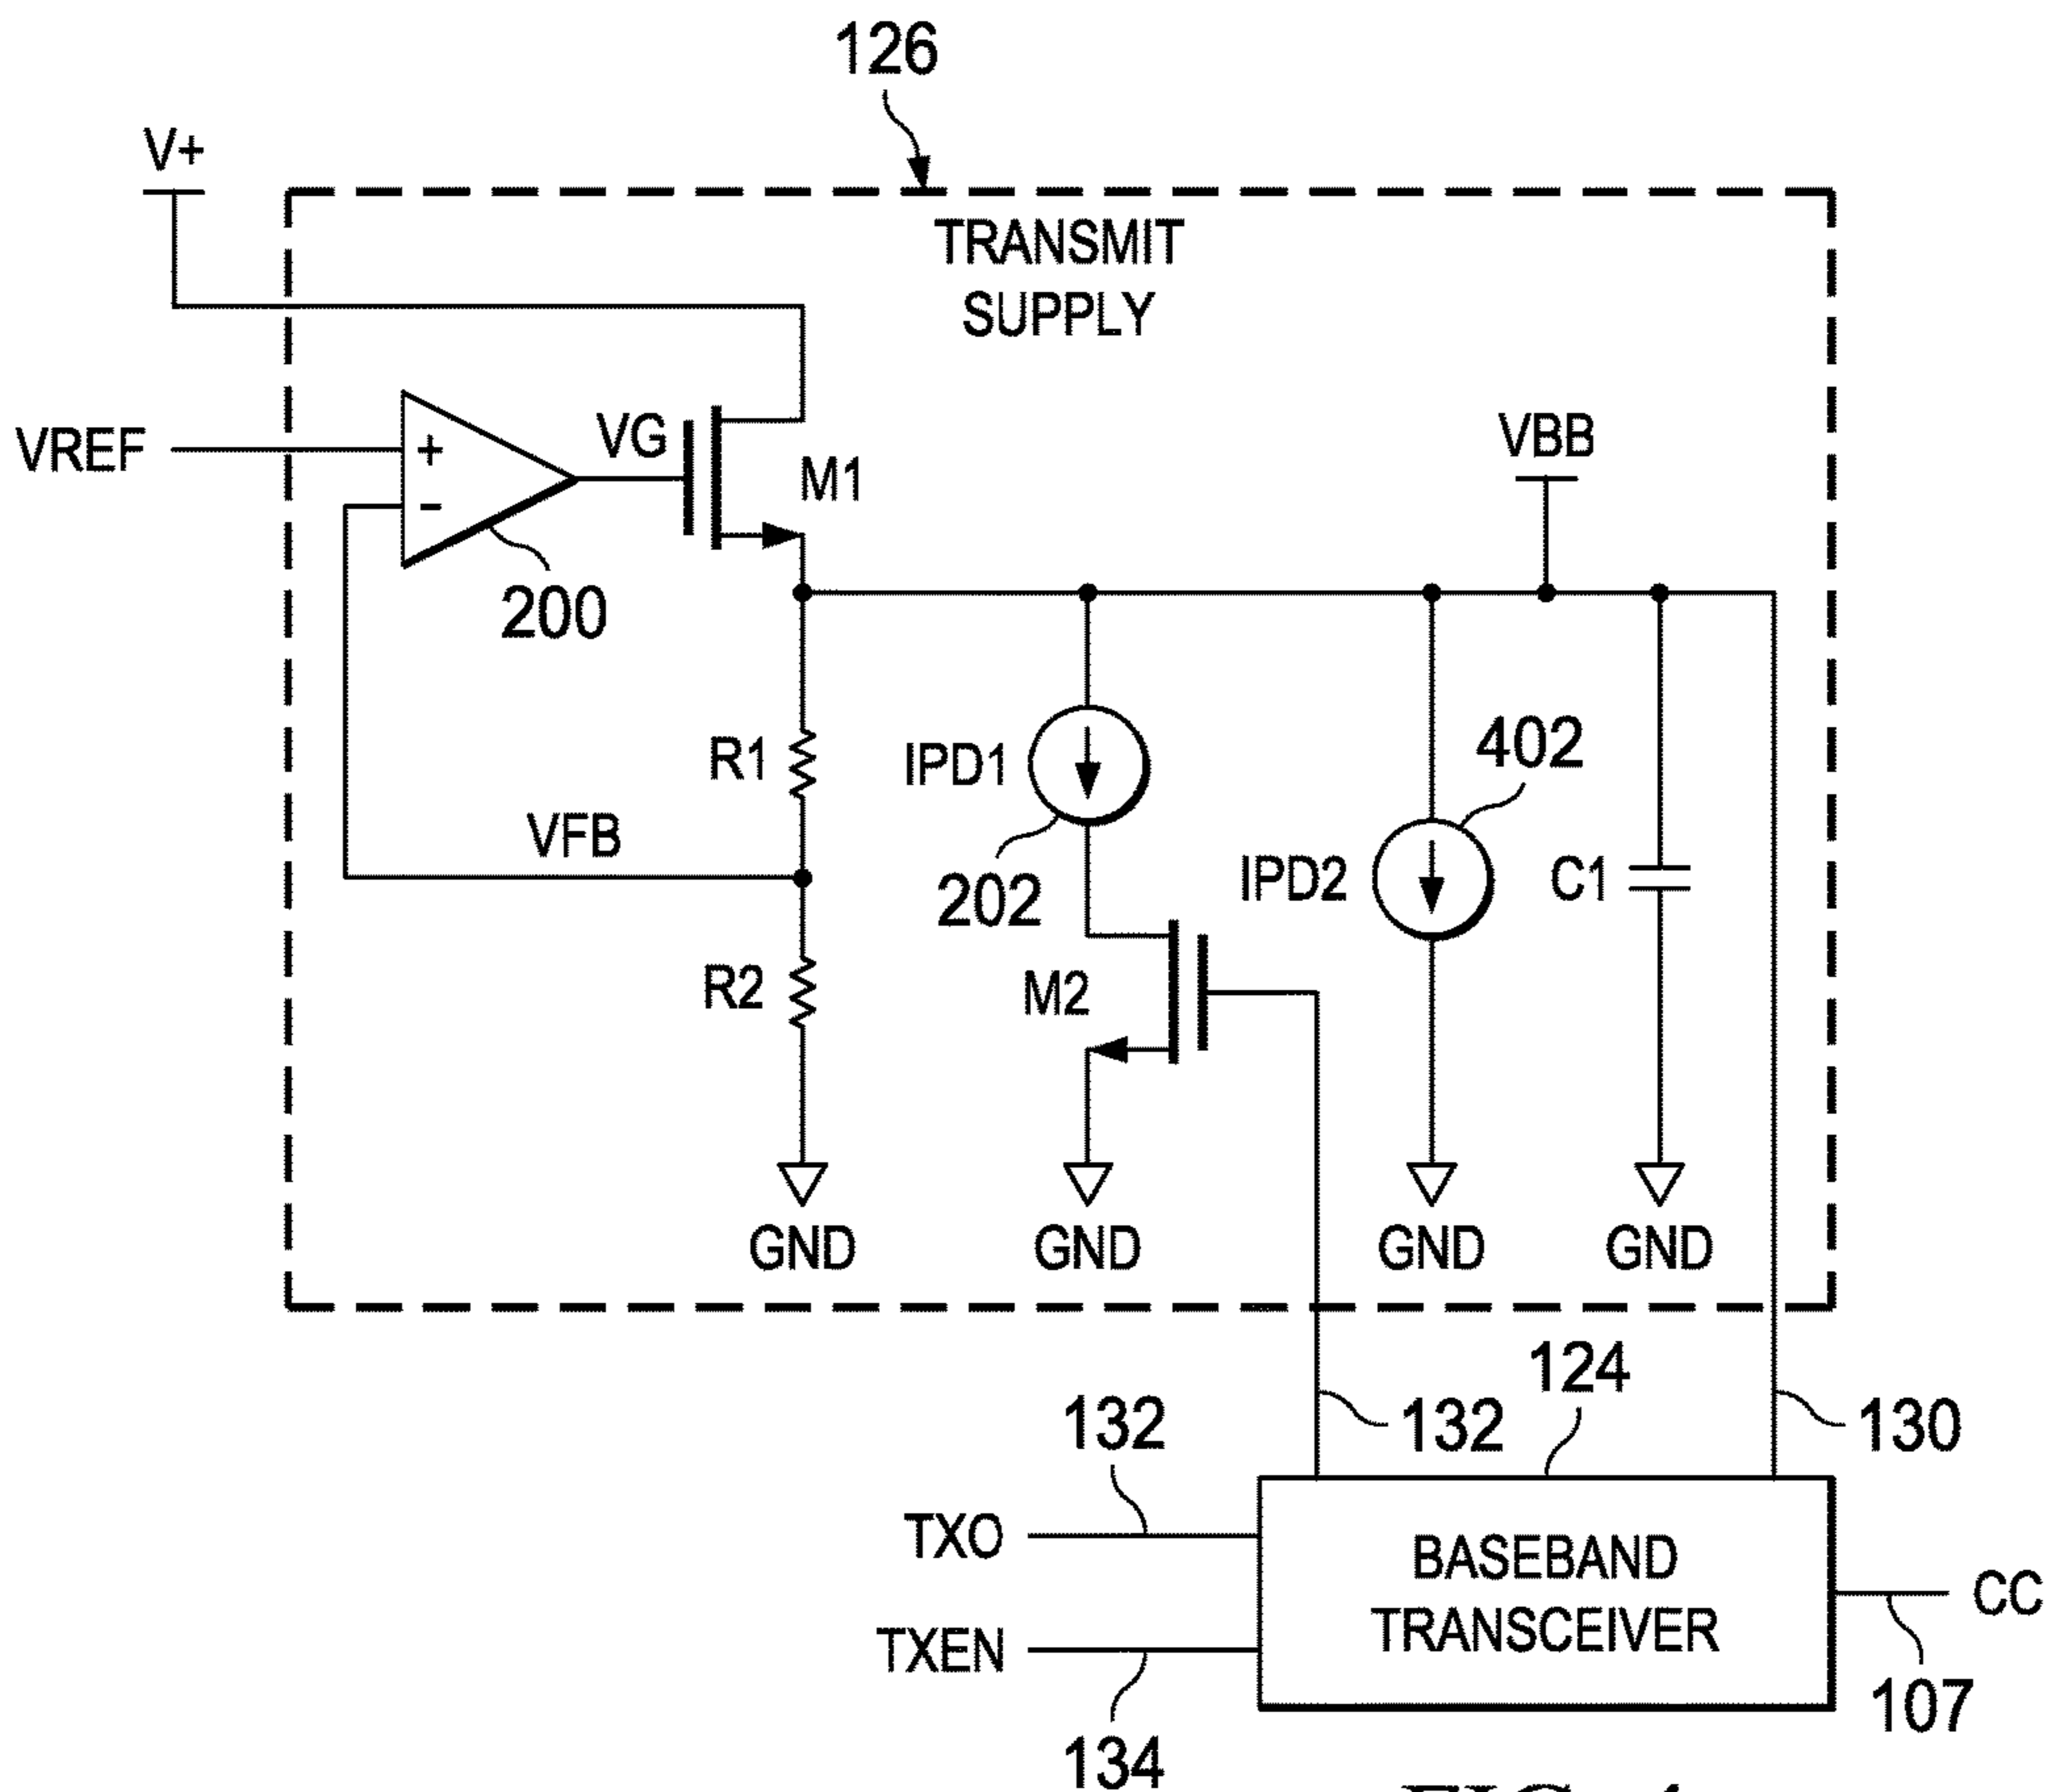 126
V+
TRANSMIT
SUPPLY
VREF
+
-
VG
M1
VBB
200
R1
IPD1
402
VFB
202
IPD2
C1
R2
M2
GND
GND
GND
GND
124
132
132
130
TXO
BASEBAND
TRANSCEIVER
CC
TXEN
107
134